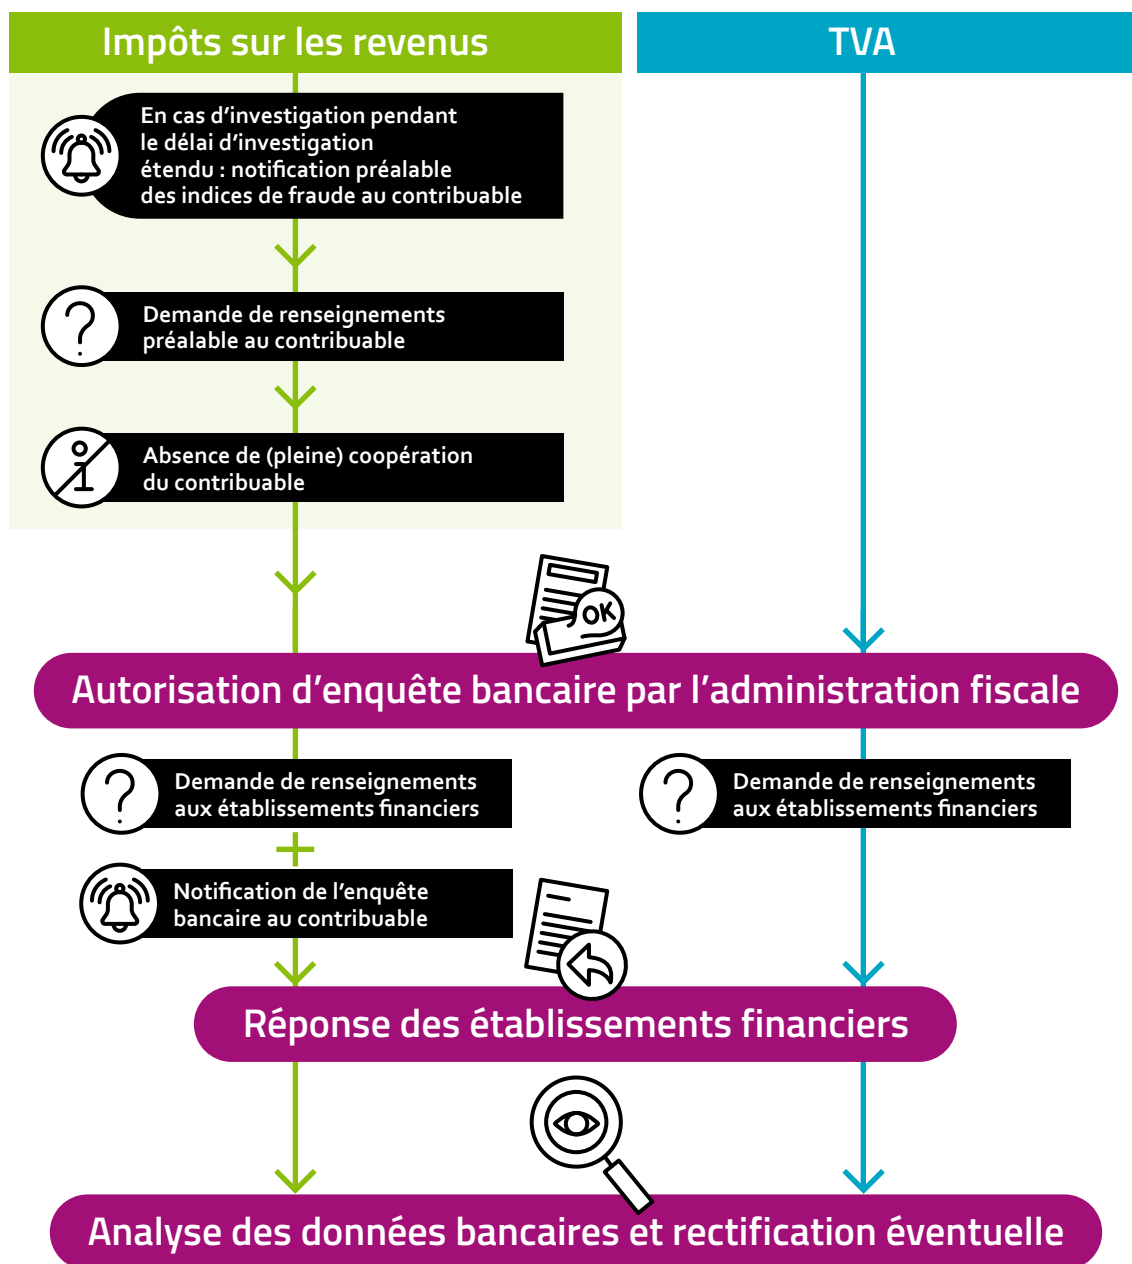 Impôts sur les revenus
TVA
En cas d’investigation pendant
le délai d’investigation
étendu : notification préalable
des indices de fraude au contribuable
Demande de renseignements
préalable au contribuable
Absence de (pleine) coopération
du contribuable
OK
Autorisation d’enquête bancaire par l’administration fiscale
Demande de renseignements
aux établissements financiers
Demande de renseignements
aux établissements financiers
Notification de l’enquête
bancaire au contribuable
Réponse des établissements financiers
Analyse des données bancaires et rectification éventuelle